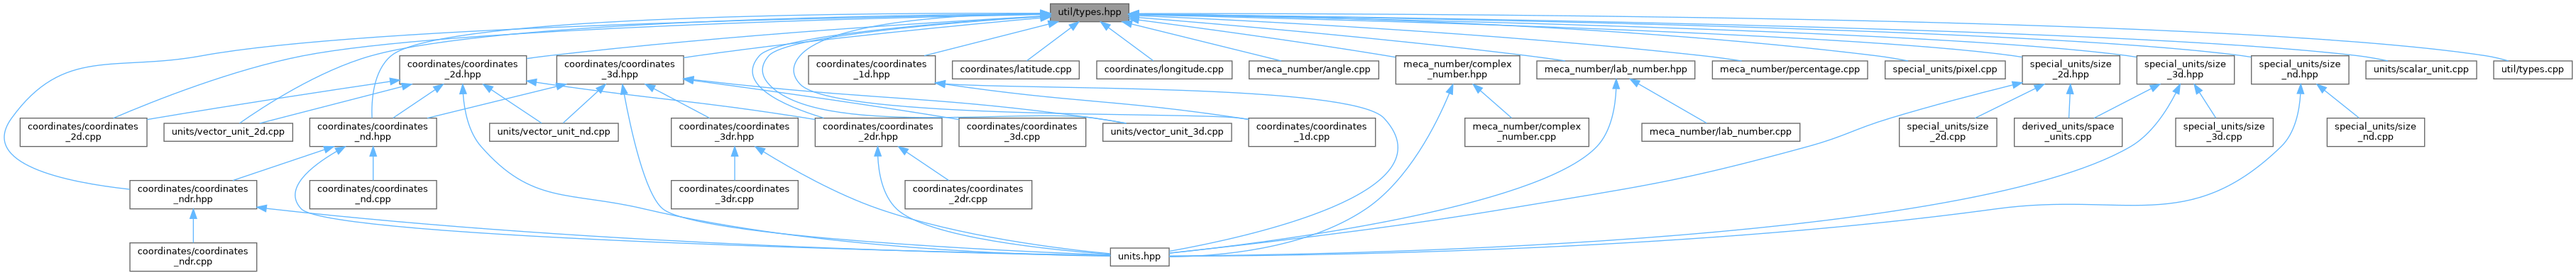 util/types.hpp
coordinates/coordinates
_2d.hpp
coordinates/coordinates
_3d.hpp
coordinates/coordinates
_1d.hpp
coordinates/latitude.cpp
coordinates/longitude.cpp
meca_number/angle.cpp
meca_number/complex
_number.hpp
meca_number/lab_number.hpp
meca_number/percentage.cpp
special_units/pixel.cpp
special_units/size
_2d.hpp
special_units/size
_3d.hpp
special_units/size
_nd.hpp
units/scalar_unit.cpp
util/types.cpp
coordinates/coordinates
_2d.cpp
units/vector_unit_2d.cpp
coordinates/coordinates
_nd.hpp
units/vector_unit_nd.cpp
coordinates/coordinates
_3dr.hpp
coordinates/coordinates
_2dr.hpp
coordinates/coordinates
_3d.cpp
units/vector_unit_3d.cpp
coordinates/coordinates
_1d.cpp
meca_number/complex
_number.cpp
meca_number/lab_number.cpp
special_units/size
_2d.cpp
derived_units/space
_units.cpp
special_units/size
_3d.cpp
special_units/size
_nd.cpp
coordinates/coordinates
_ndr.hpp
coordinates/coordinates
_nd.cpp
coordinates/coordinates
_3dr.cpp
coordinates/coordinates
_2dr.cpp
coordinates/coordinates
_ndr.cpp
units.hpp